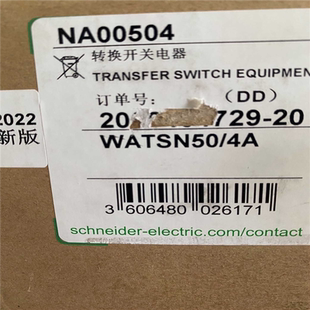 NA00504
转换开关电器
TRANSFER SWITCH EQUIPMEN
订单号: (DD)
729-20
WATSN50/4A
3 606480 026171
schneider-electric.com/contact
2022
新版